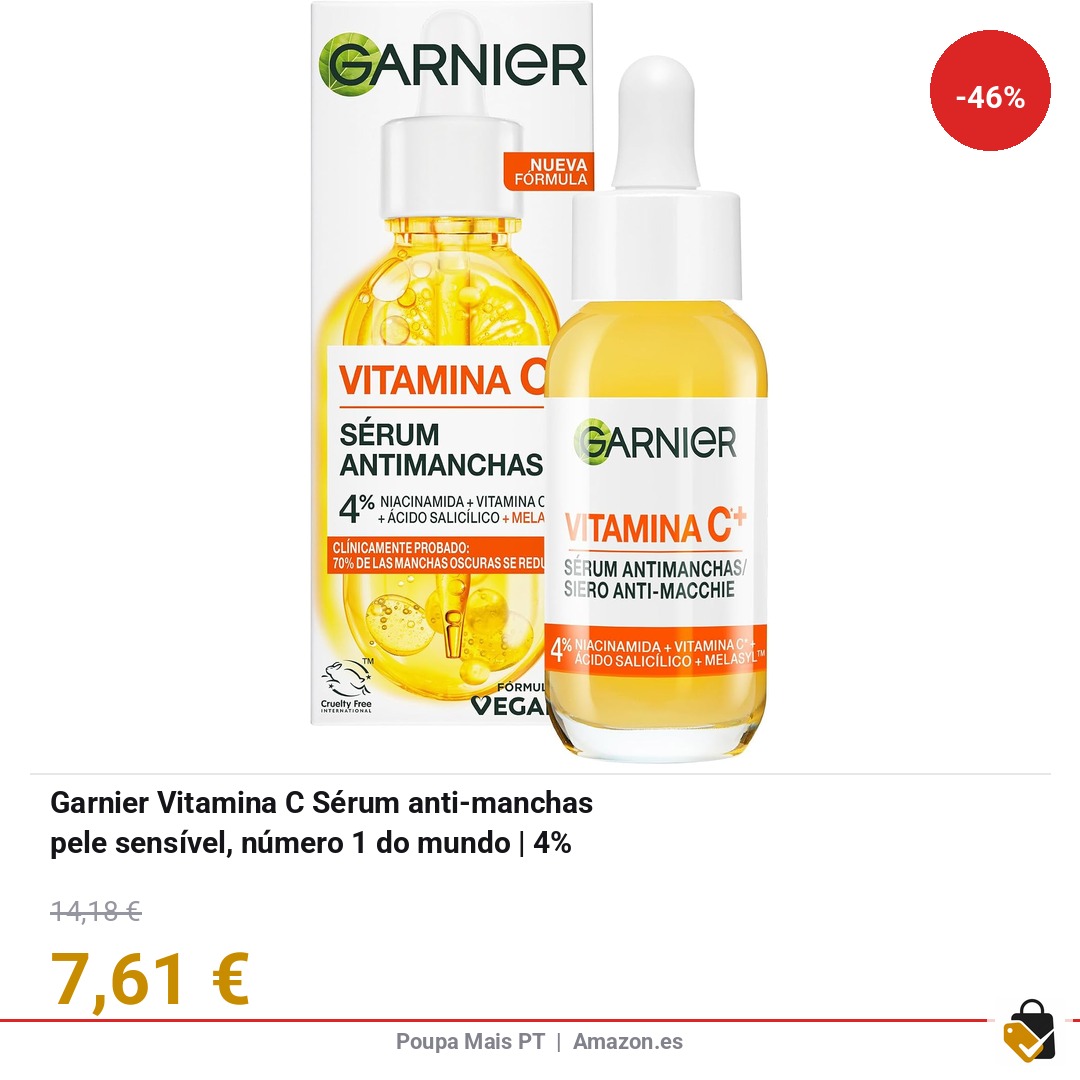 GARNIER
-46%
NUEVA
FÓRMULA
VITAMINA C
SÉRUM
ANTIMANCHAS
4% NIACINAMIDA + VITAMINA C
+ ÁCIDO SALICÍLICO + MELA
CLÍNICAMENTE PROBADO:
70% DE LAS MANCHAS OSCURAS SE REDU
TM
Cruelty Free
INTERNATIONAL
FÓRMUL
VEGA
GARNIER
VITAMINA C*+
SÉRUM ANTIMANCHAS/
SIERO ANTI-MACCHIE
4% NIACINAMIDA + VITAMINA C* +
ÁCIDO SALICÍLICO + MELASYL™
Garnier Vitamina C Sérum anti-manchas
pele sensível, número 1 do mundo | 4%
14,18 €
7,61 €
Poupa Mais PT | Amazon.es